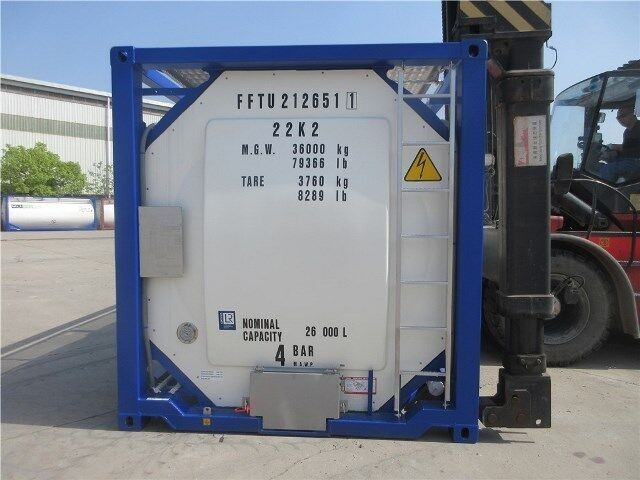 FFTU 212651 1
22K2
M.G.W. 36000 kg
79366 lb
TARE 3760 kg
8289 lb
LR
NOMINAL
CAPACITY 26 000 L
4 BAR
M.A.W.P.